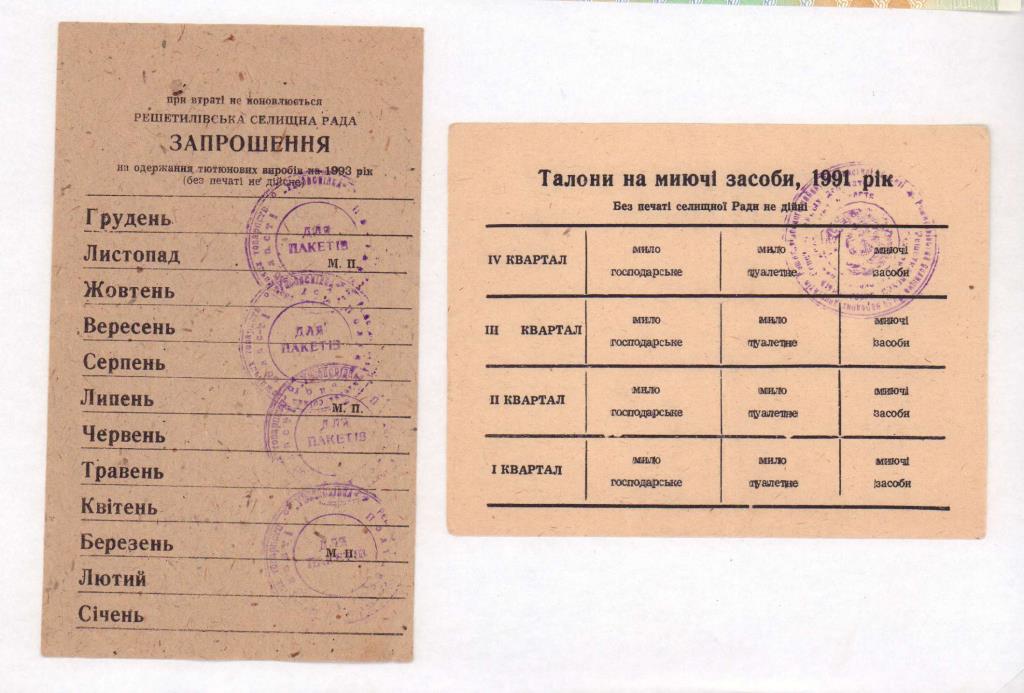 при втраті не поновлюється
РЕШЕТИЛІВСЬКА СЕЛИЩНА РАДА
ЗАПРОШЕННЯ
на одержання тютюнових виробів на 1993 рік
(без печаті не дійсне)
Грудень
Листопад
М. П.
Жовтень
Вересень
Серпень
Липень
М. П.
Червень
Травень
Квітень
Березень
М. П.
Лютий
Січень
ДЛЯ
ПАКЕТІВ
ДЛЯ
ПАКЕТІВ
ДЛЯ
ПАКЕТІВ
ДЛЯ
ПАКЕТІВ
Талони на миючі засоби, 1991 рік
Без печаті селищної Ради не дійні
IV КВАРТАЛ
мило господарське
мило туалетне
миючі засоби
III КВАРТАЛ
мило господарське
мило туалетне
миючі засоби
II КВАРТАЛ
мило господарське
мило туалетне
миючі засоби
I КВАРТАЛ
мило господарське
мило туалетне
миючі засоби